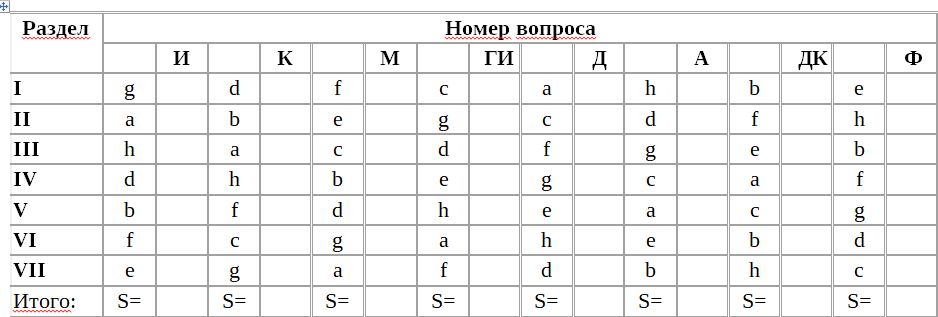 Раздел Номер вопроса
И К М ГИ Д А ДК Ф
I g d f c a h b e
II a b e g c d f h
III h a c d f g e b
IV d h b e g c a f
V b f d h e a c g
VI f c g a h e b d
VII e g a f d b h c
Итого: S= S= S= S= S= S= S= S=